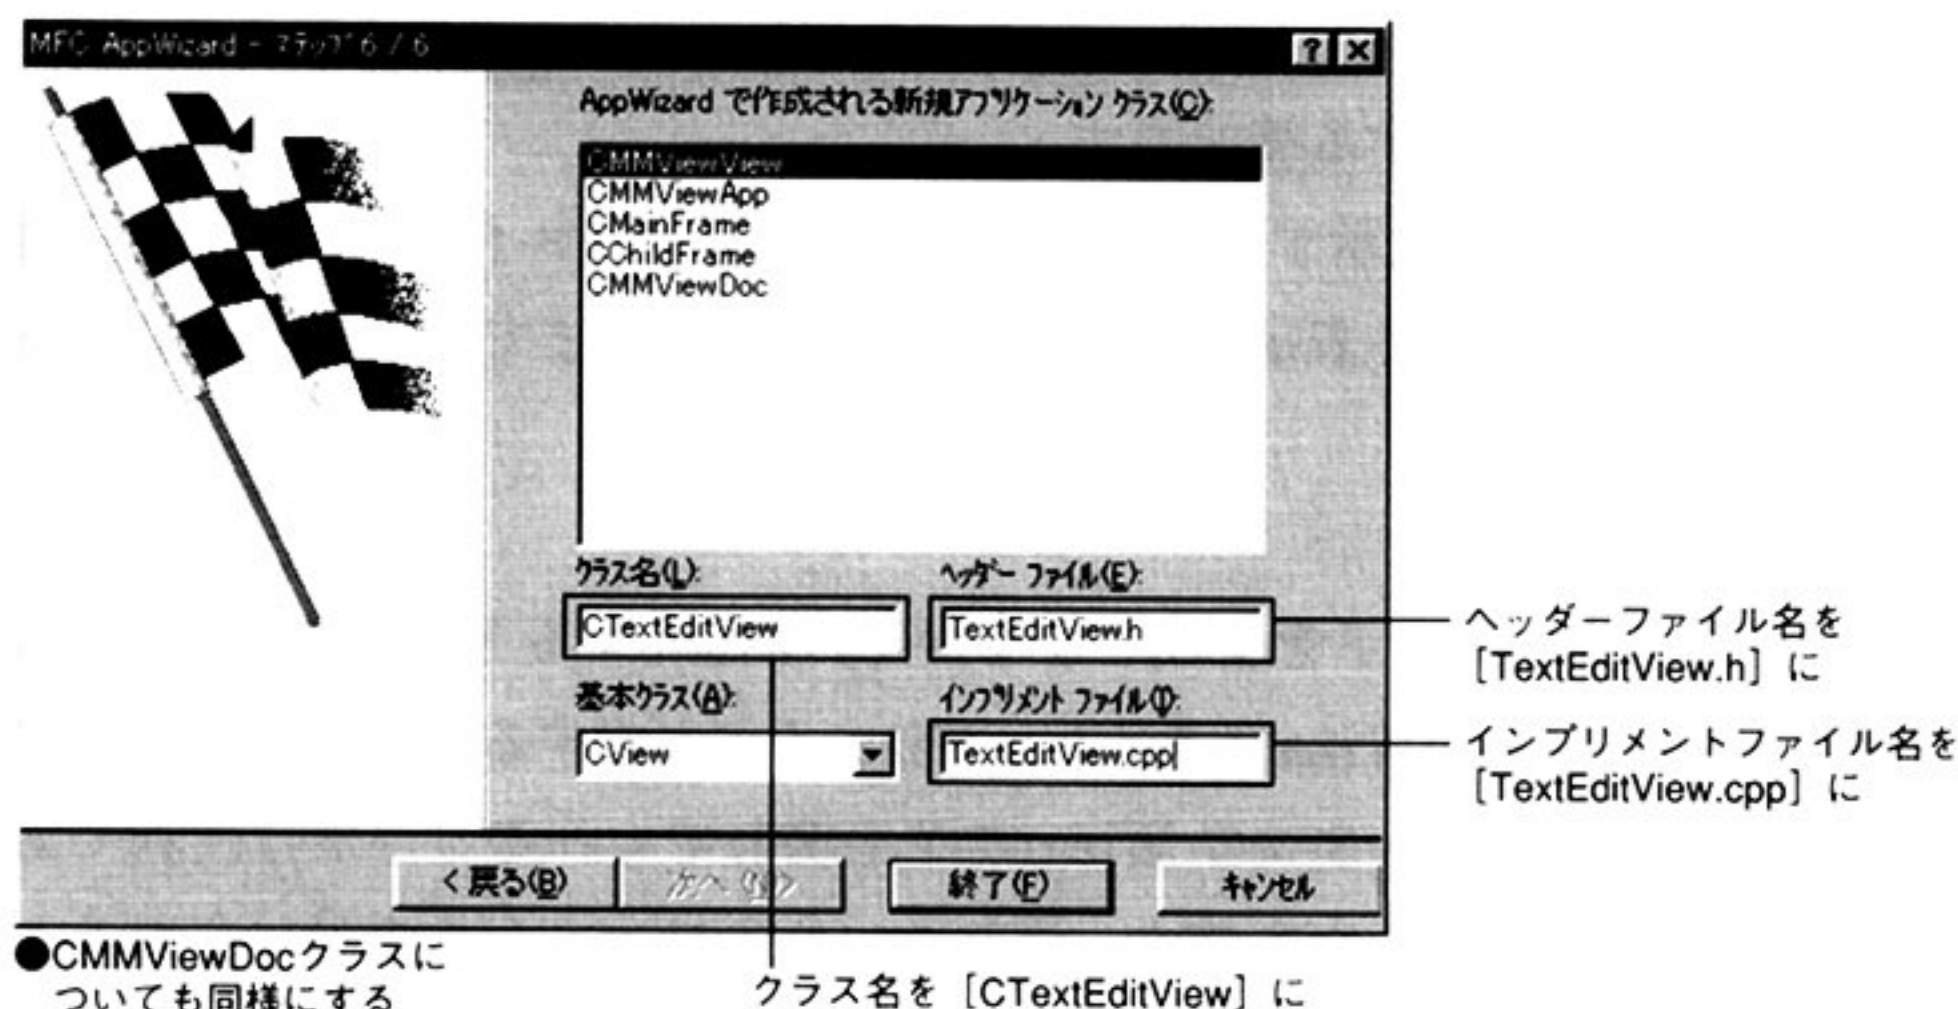 MFC AppWizard - ステップ 6 / 6
AppWizard で作成される新規アプリケーション クラス(C):
CMMViewView
CMMViewApp
CMainFrame
CChildFrame
CMMViewDoc
クラス名(L):
ヘッダー ファイル(E):
CTextEditView
TextEditView.h
基本クラス(A):
インプリメント ファイル(I):
CView
TextEditView.cpp
< 戻る(B)
次へ (N) >
終了(F)
キャンセル
ヘッダーファイル名を
[TextEditView.h] に
インプリメントファイル名を
[TextEditView.cpp] に
●CMMViewDocクラスに
ついても同様にする
クラス名を [CTextEditView] に